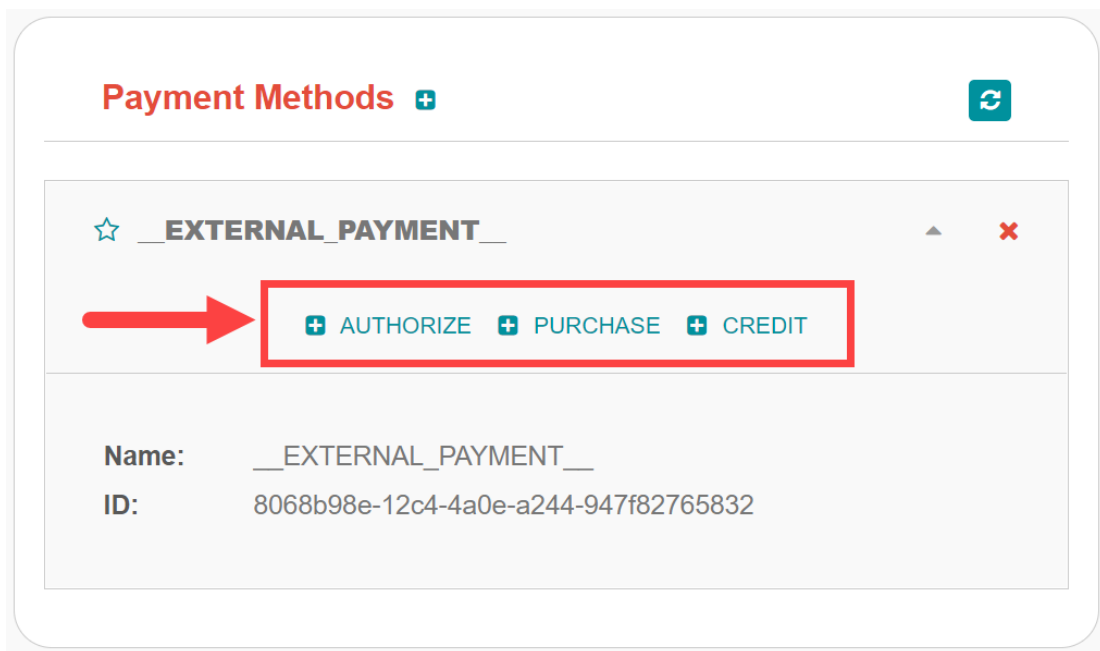 Payment Methods
__EXTERNAL_PAYMENT__
AUTHORIZE PURCHASE CREDIT
Name: __EXTERNAL_PAYMENT__
ID: 8068b98e-12c4-4a0e-a244-947f82765832